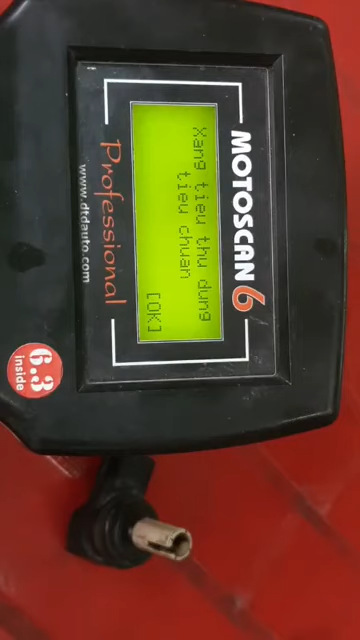 MOTOSCAN 6
Xang tieu thu dung
tieu chuan
[OK]
Professional
www.dtdauto.com
6.3
inside